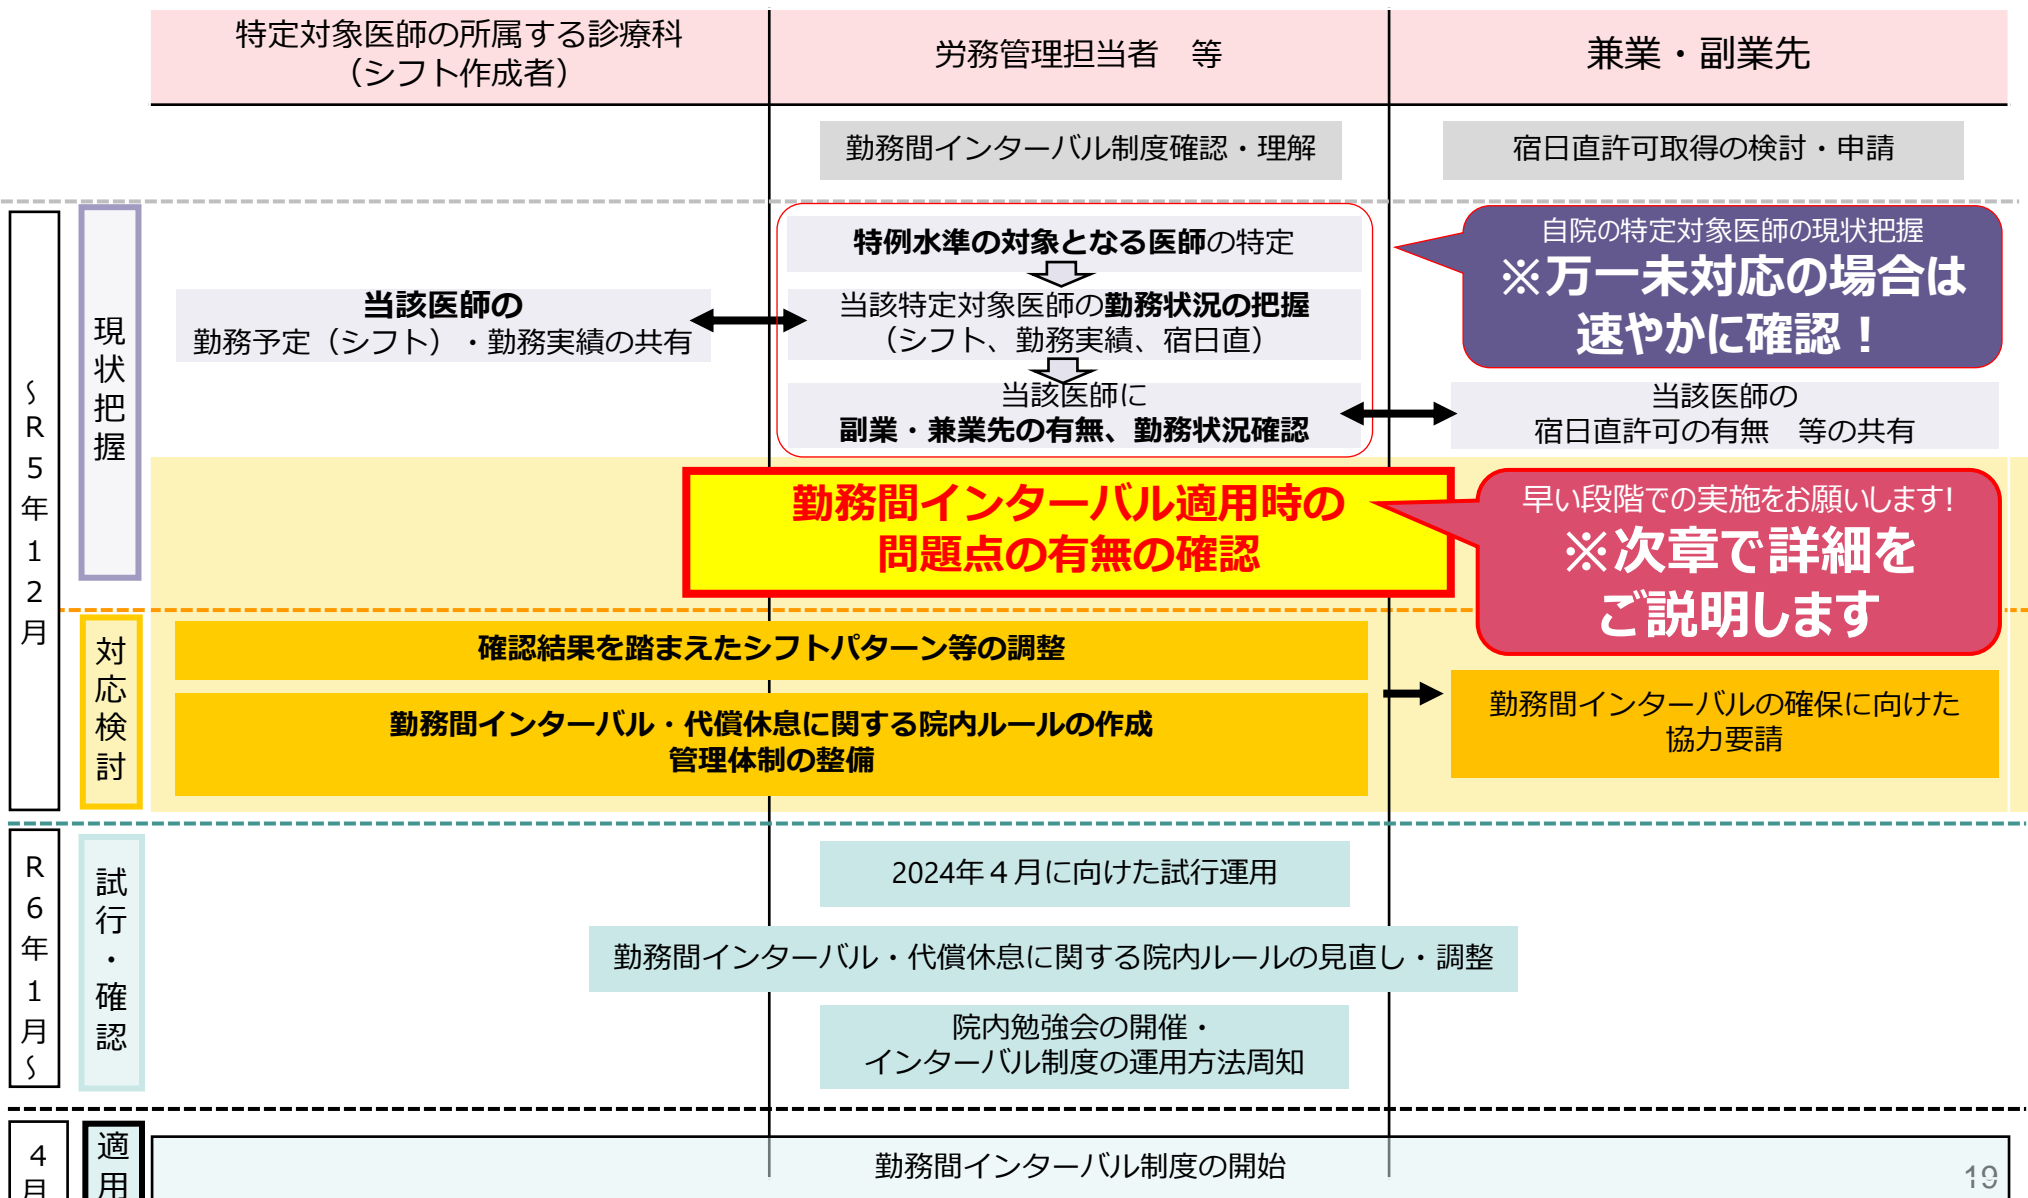 特定対象医師の所属する診療科
（シフト作成者）
労務管理担当者　等
兼業・副業先
勤務間インターバル制度確認・理解
宿日直許可取得の検討・申請
～R5年12月
現状把握
特例水準の対象となる医師の特定
当該医師の
勤務予定（シフト）・勤務実績の共有
当該特定対象医師の勤務状況の把握
（シフト、勤務実績、宿日直）
当該医師に
副業・兼業先の有無、勤務状況確認
自院の特定対象医師の現状把握
※万一未対応の場合は
速やかに確認！
当該医師の
宿日直許可の有無　等の共有
勤務間インターバル適用時の
問題点の有無の確認
早い段階での実施をお願いします!
※次章で詳細を
ご説明します
対応検討
確認結果を踏まえたシフトパターン等の調整
勤務間インターバル・代償休息に関する院内ルールの作成
管理体制の整備
勤務間インターバルの確保に向けた
協力要請
R6年1月～
試行・確認
2024年４月に向けた試行運用
勤務間インターバル・代償休息に関する院内ルールの見直し・調整
院内勉強会の開催・
インターバル制度の運用方法周知
4月
適用
勤務間インターバル制度の開始
19